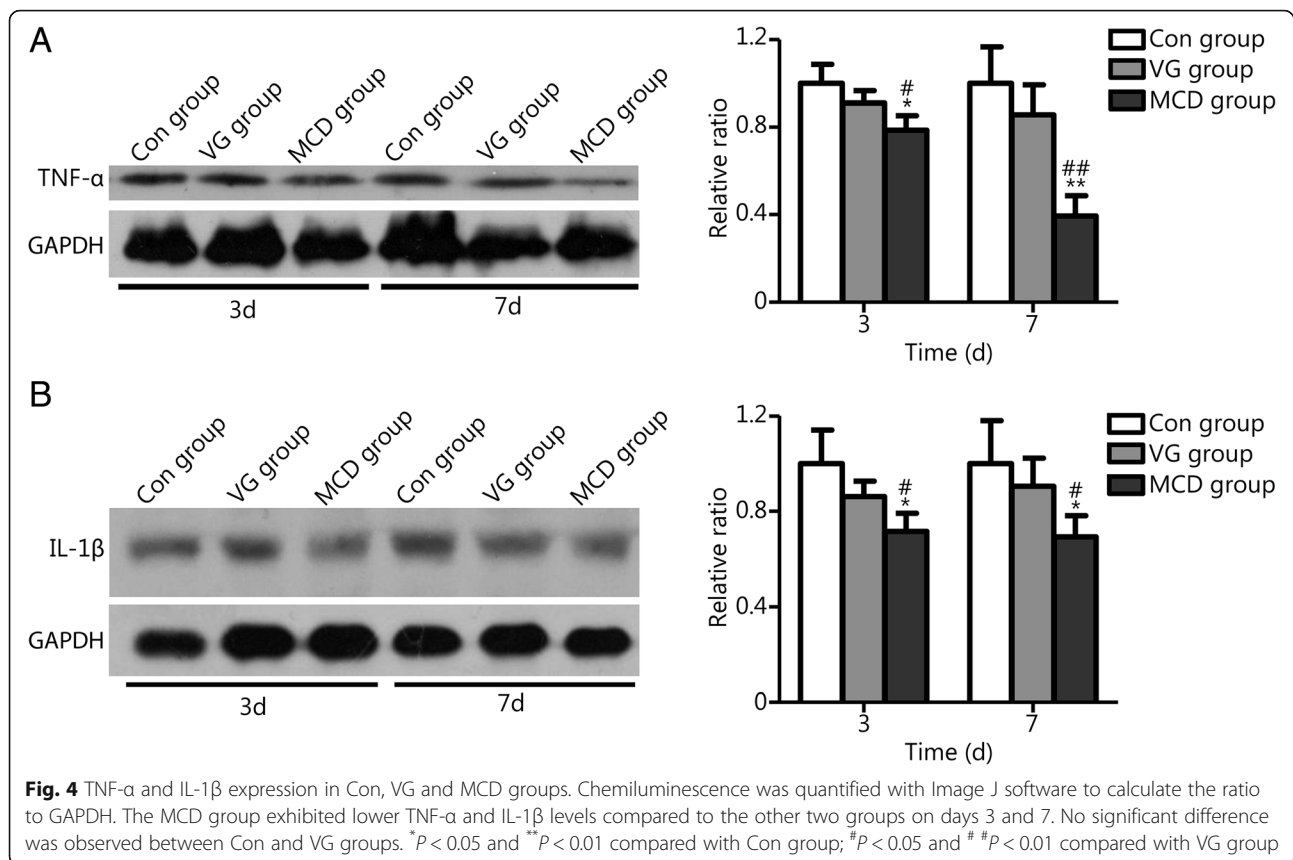 A
Con group
VG group
MCD group
Con group
VG group
MCD group
TNF-α
GAPDH
3d
7d
1.2
0.8
0.4
0
Relative ratio
#
*
##
**
3
7
Time (d)
Con group
VG group
MCD group
B
Con group
VG group
MCD group
Con group
VG group
MCD group
IL-1β
GAPDH
3d
7d
1.2
0.8
0.4
0
Relative ratio
#
*
#
*
3
7
Time (d)
Con group
VG group
MCD group
Fig. 4 TNF-α and IL-1β expression in Con, VG and MCD groups. Chemiluminescence was quantified with Image J software to calculate the ratio
to GAPDH. The MCD group exhibited lower TNF-α and IL-1β levels compared to the other two groups on days 3 and 7. No significant difference
was observed between Con and VG groups. *P < 0.05 and **P < 0.01 compared with Con group; #P < 0.05 and # #P < 0.01 compared with VG group